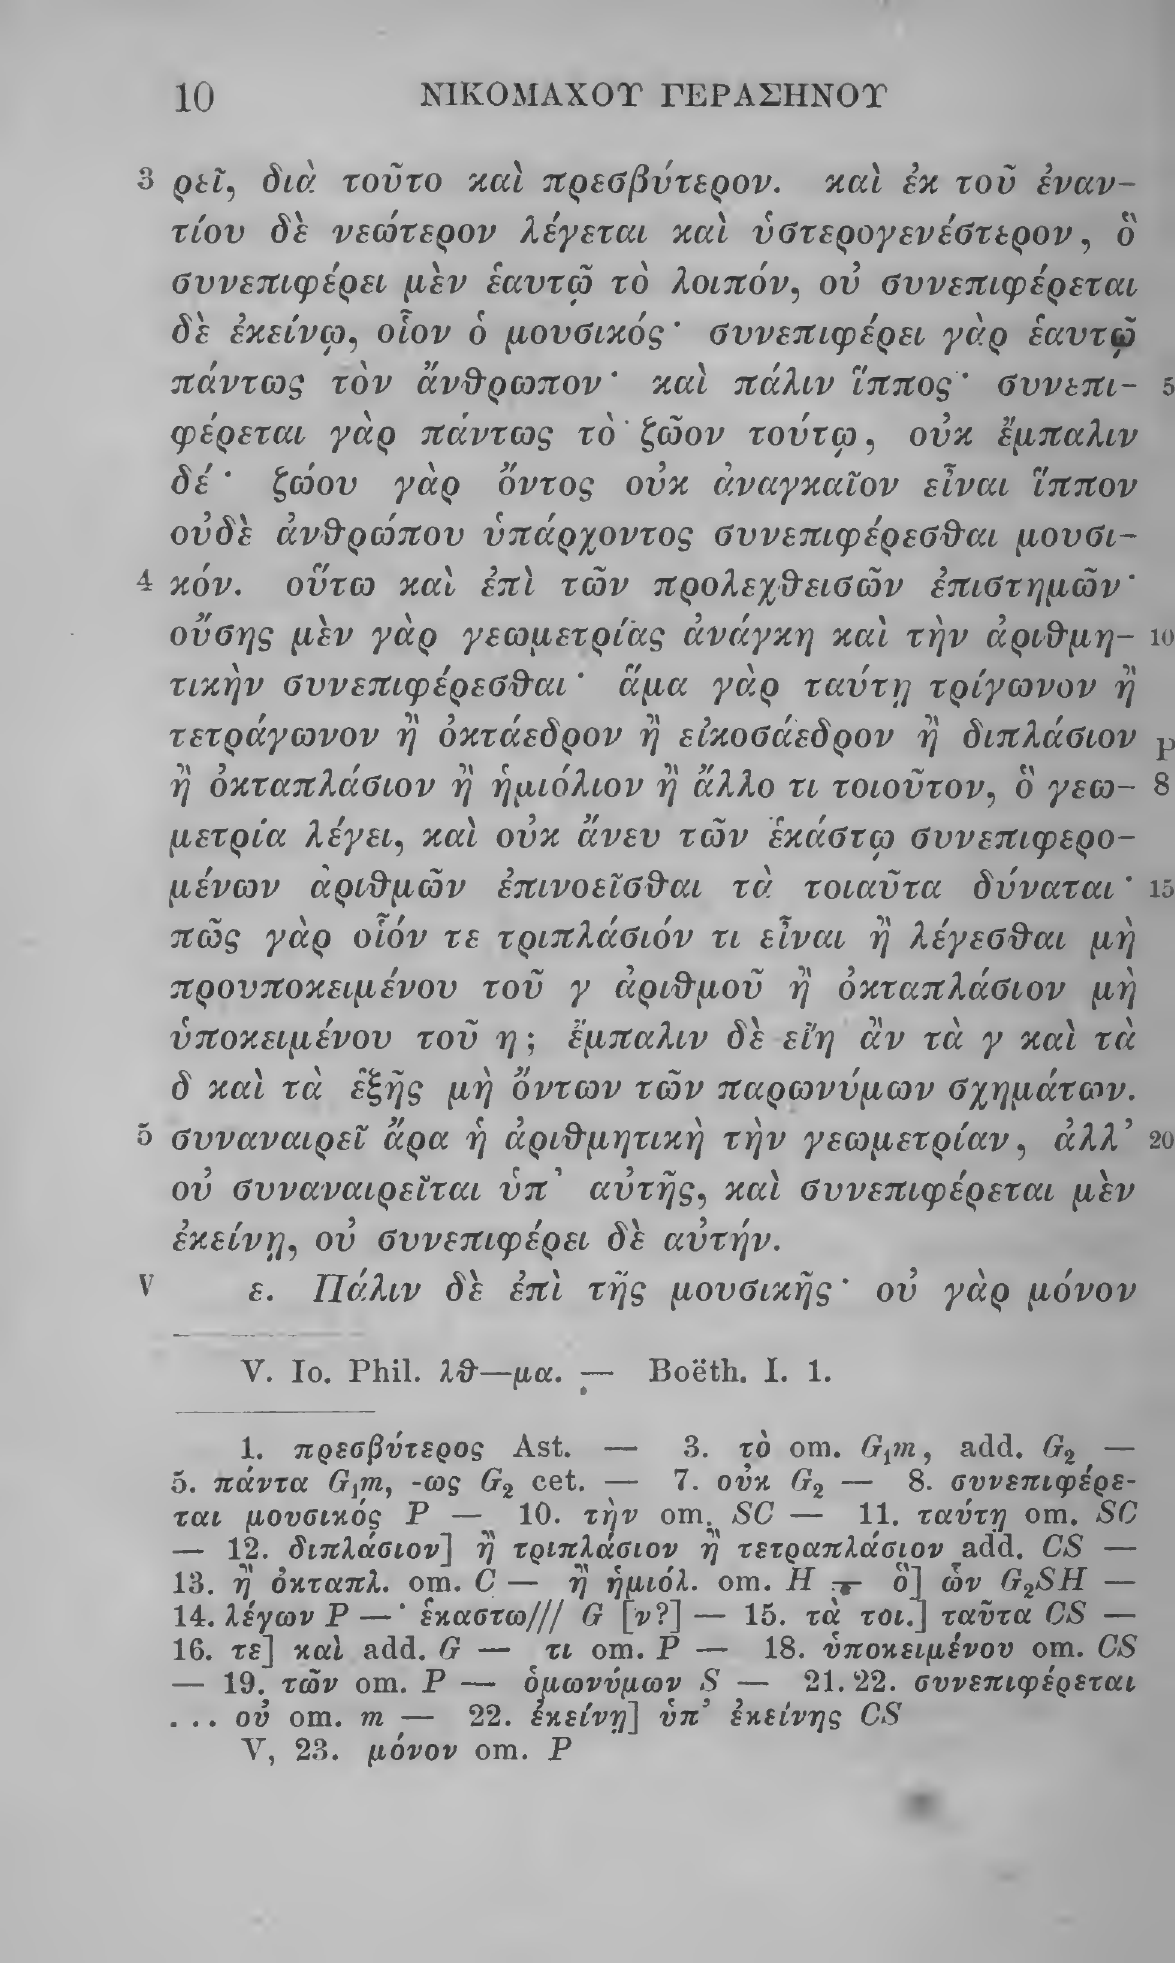 10 ΝΙΚΟΜΑΧΟΥ ΓΕΡΑΣΗΝΟΥ
3 ρεῖ, διὰ τοῦτο καὶ πρεσβύτερον. καὶ ἐκ τοῦ ἐναν-
τίου δὲ νεώτερον λέγεται καὶ ὑστερογενέστερον, ὃ
συνεπιφέρει μὲν ἑαυτῷ τὸ λοιπόν, οὐ συνεπιφέρεται
δὲ ἐκείνῳ, οἷον ὁ μουσικός· συνεπιφέρει γὰρ ἑαυτῷ
πάντως τὸν ἄνθρωπον· καὶ πάλιν ἵππος· συνεπι- 5
φέρεται γὰρ πάντως τὸ ζῶον τούτῳ, οὐκ ἔμπαλιν
δέ· ζώου γὰρ ὄντος οὐκ ἀναγκαῖον εἶναι ἵππον
οὐδὲ ἀνθρώπου ὑπάρχοντος συνεπιφέρεσθαι μουσι-
4 κόν. οὕτω καὶ ἐπὶ τῶν προλεχθεισῶν ἐπιστημῶν·
οὔσης μὲν γὰρ γεωμετρίας ἀνάγκη καὶ τὴν ἀριθμη- 10
τικὴν συνεπιφέρεσθαι· ἅμα γὰρ ταύτῃ τρίγωνον ἢ
τετράγωνον ἢ ὀκτάεδρον ἢ εἰκοσάεδρον ἢ διπλάσιον p
ἢ ὀκταπλάσιον ἢ ἡμιόλιον ἢ ἄλλο τι τοιοῦτον, ὃ γεω- 8
μετρία λέγει, καὶ οὐκ ἄνευ τῶν ἑκάστῳ συνεπιφερο-
μένων ἀριθμῶν ἐπινοεῖσθαι τὰ τοιαῦτα δύναται· 15
πῶς γὰρ οἷόν τε τριπλάσιόν τι εἶναι ἢ λέγεσθαι μὴ
προυποκειμένου τοῦ γ ἀριθμοῦ ἢ ὀκταπλάσιον μὴ
ὑποκειμένου τοῦ η; ἔμπαλιν δὲ εἴη ἂν τὰ γ καὶ τὰ
δ καὶ τὰ ἑξῆς μὴ ὄντων τῶν παρωνύμων σχημάτων.
5 συναναιρεῖ ἄρα ἡ ἀριθμητικὴ τὴν γεωμετρίαν, ἀλλ’ 20
οὐ συναναιρεῖται ὑπ’ αὐτῆς, καὶ συνεπιφέρεται μὲν
ἐκείνῃ, οὐ συνεπιφέρει δὲ αὐτήν.
V ε. Πάλιν δὲ ἐπὶ τῆς μουσικῆς· οὐ γὰρ μόνον
V. Io. Phil. λθ—μα. — Boëth. I. 1.
1. πρεσβύτερος Ast. — 3. τὸ om. G₁m, add. G₂ —
5. πάντα G₁m, -ως G₂ cet. — 7. οὐκ G₂ — 8. συνεπιφέρε-
ται μουσικός P — 10. τὴν om. SC — 11. ταύτῃ om. SC
— 12. διπλάσιον] ἢ τριπλάσιον ἢ τετραπλάσιον add. CS —
13. ἢ ὀκταπλ. om. C — ἢ ἡμιόλ. om. H — ὃ] ὧν G₂SH —
14. λέγων P — ἑκαστω/// G [ν?] — 15. τὰ τοι.] ταῦτα CS —
16. τε] καὶ add. G — τι om. P — 18. ὑποκειμένου om. CS
— 19. τῶν om. P — ὁμωνύμων S — 21. 22. συνεπιφέρεται
... οὐ om. m — 22. ἐκείνῃ] ὑπ’ ἐκείνης CS
V, 23. μόνον om. P